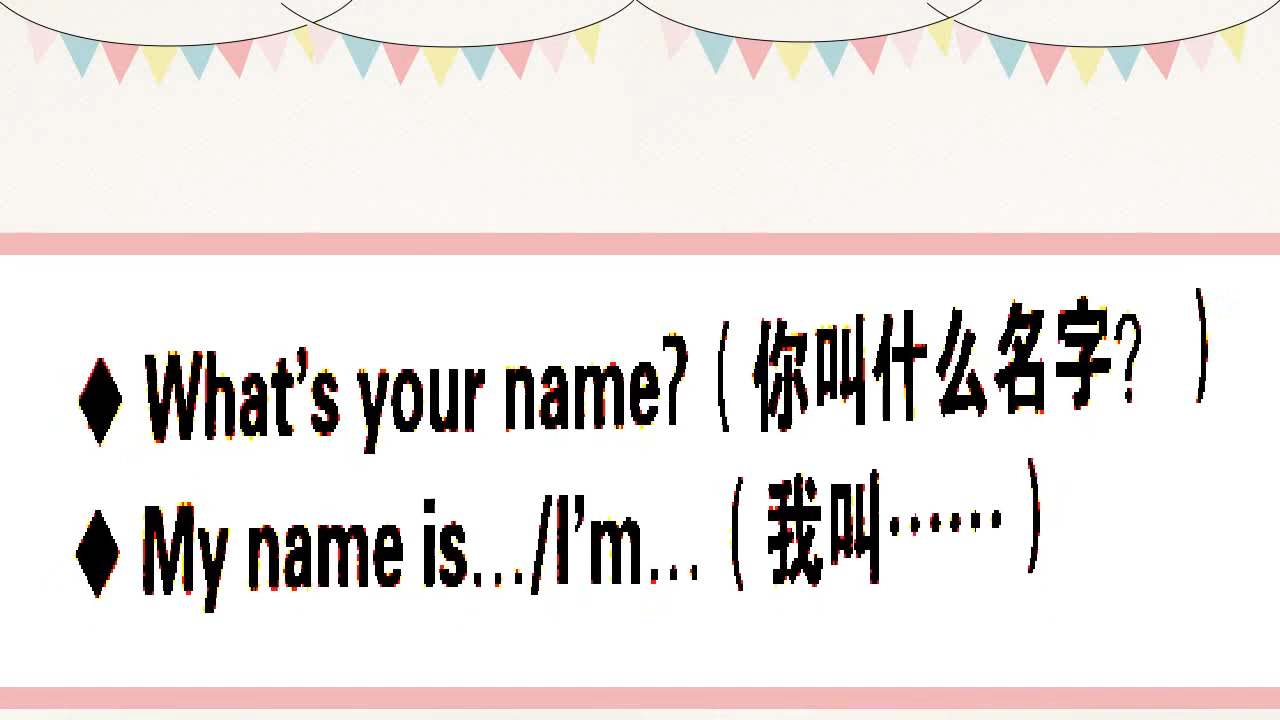 ♦ What's your name?（你叫什么名字？）
♦ My name is.../I'm...（我叫……）